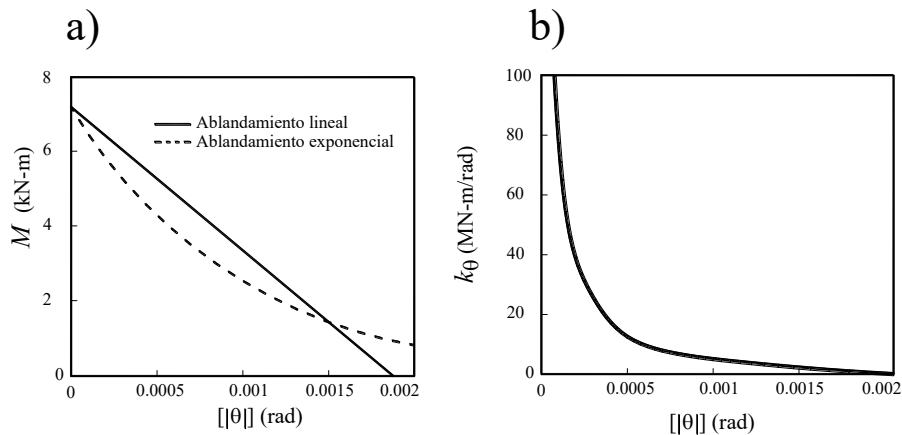 a)
8
6
4
2
0
M (kN-m)
Ablandamiento lineal
Ablandamiento exponencial
0 0.0005 0.001 0.0015 0.002
[|θ|] (rad)
b)
100
80
60
40
20
0
kθ (MN-m/rad)
0 0.0005 0.001 0.0015 0.002
[|θ|] (rad)